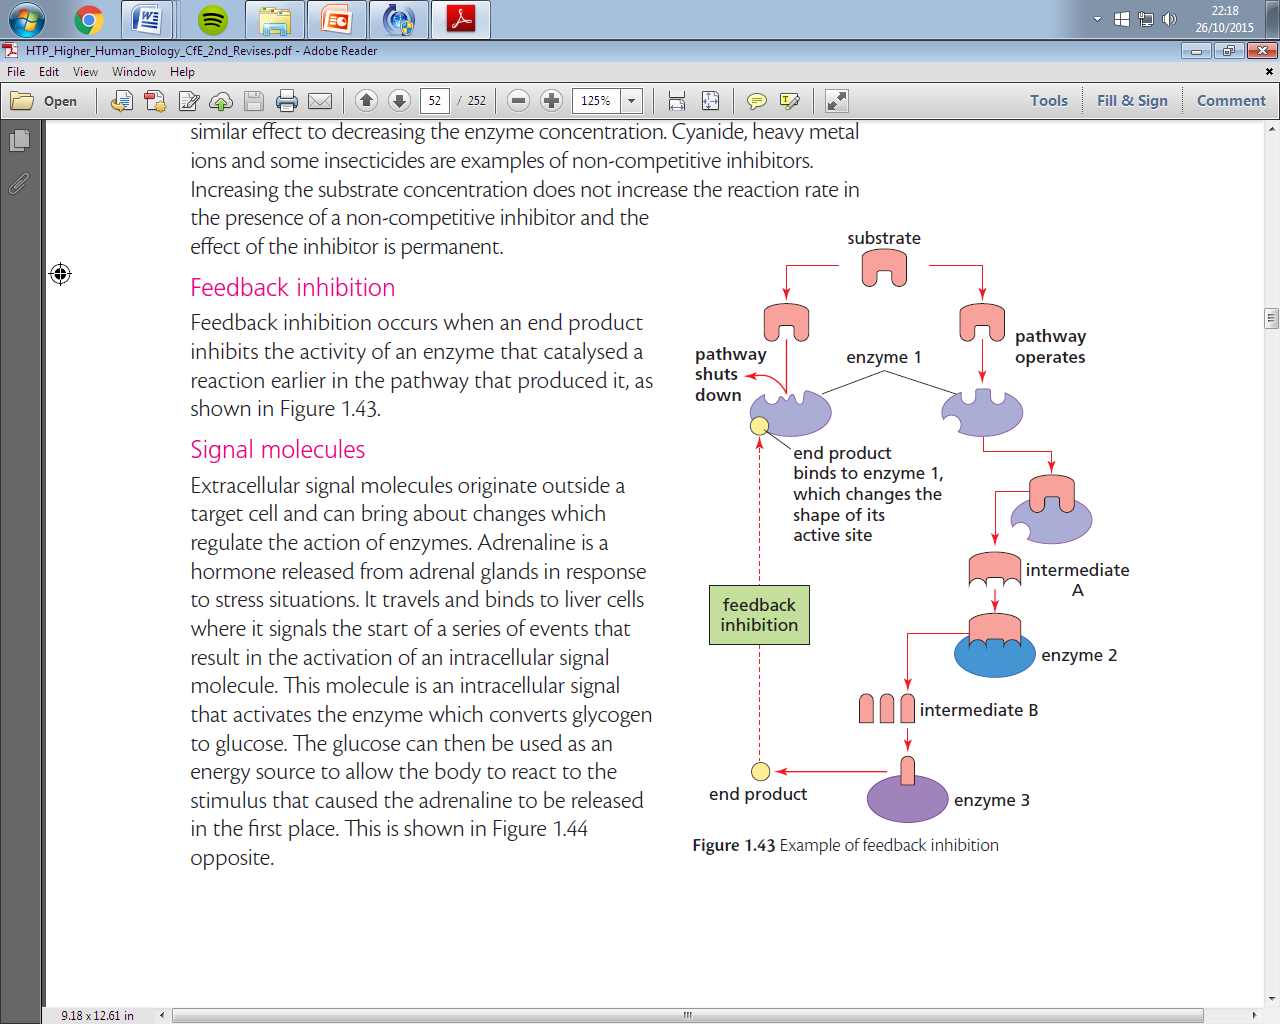 22:18
26/10/2015
HTP_Higher_Human_Biology_CfE_2nd_Revises.pdf - Adobe Reader
File Edit View Window Help
Open 52 / 252 125% Tools Fill & Sign Comment
similar effect to decreasing the enzyme concentration. Cyanide, heavy metal
ions and some insecticides are examples of non-competitive inhibitors.
Increasing the substrate concentration does not increase the reaction rate in
the presence of a non-competitive inhibitor and the
effect of the inhibitor is permanent.
Feedback inhibition
Feedback inhibition occurs when an end product
inhibits the activity of an enzyme that catalysed a
reaction earlier in the pathway that produced it, as
shown in Figure 1.43.
Signal molecules
Extracellular signal molecules originate outside a
target cell and can bring about changes which
regulate the action of enzymes. Adrenaline is a
hormone released from adrenal glands in response
to stress situations. It travels and binds to liver cells
where it signals the start of a series of events that
result in the activation of an intracellular signal
molecule. This molecule is an intracellular signal
that activates the enzyme which converts glycogen
to glucose. The glucose can then be used as an
energy source to allow the body to react to the
stimulus that caused the adrenaline to be released
in the first place. This is shown in Figure 1.44
opposite.
substrate
pathway
operates
pathway
shuts
down
enzyme 1
end product
binds to enzyme 1,
which changes the
shape of its
active site
intermediate
A
feedback
inhibition
enzyme 2
intermediate B
end product
enzyme 3
Figure 1.43 Example of feedback inhibition
9.18 x 12.61 in